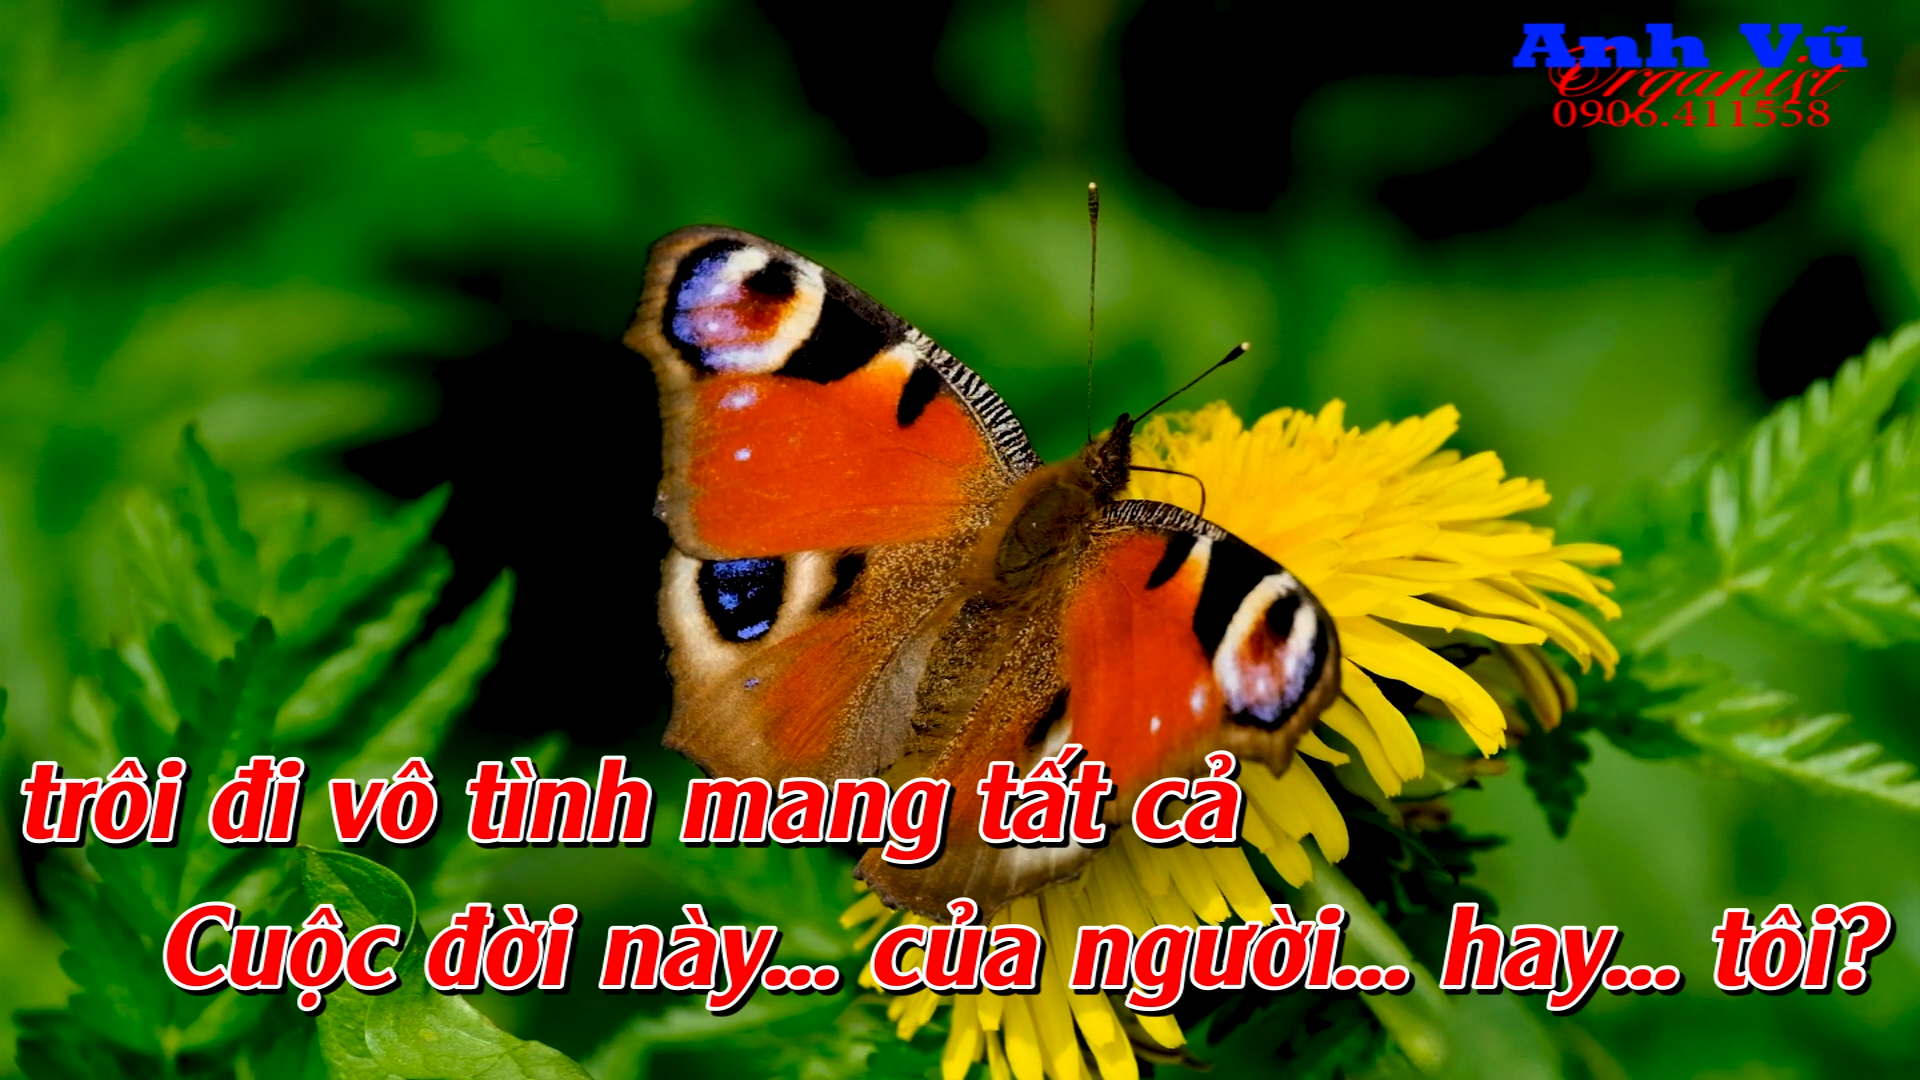 Anh Vũ
Organist
0906.411558
trôi đi vô tình mang tất cả
Cuộc đời này... của người... hay... tôi?